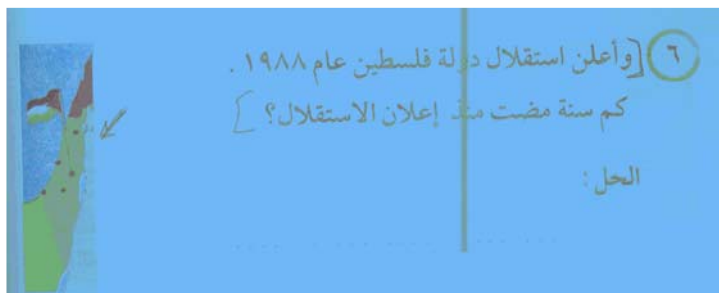 ٦ [وأعلن استقلال دولة فلسطين عام ١٩٨٨ .
كم سنة مضت منذ إعلان الاستقلال؟ ]
الحل :